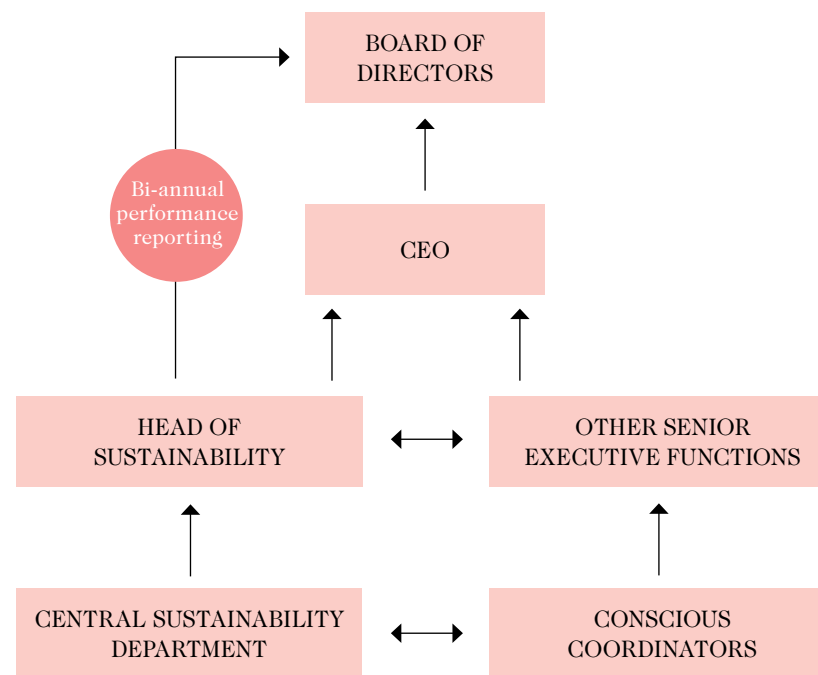 BOARD OF
DIRECTORS
Bi-annual
performance
reporting
CEO
HEAD OF
SUSTAINABILITY
OTHER SENIOR
EXECUTIVE FUNCTIONS
CENTRAL SUSTAINABILITY
DEPARTMENT
CONSCIOUS
COORDINATORS